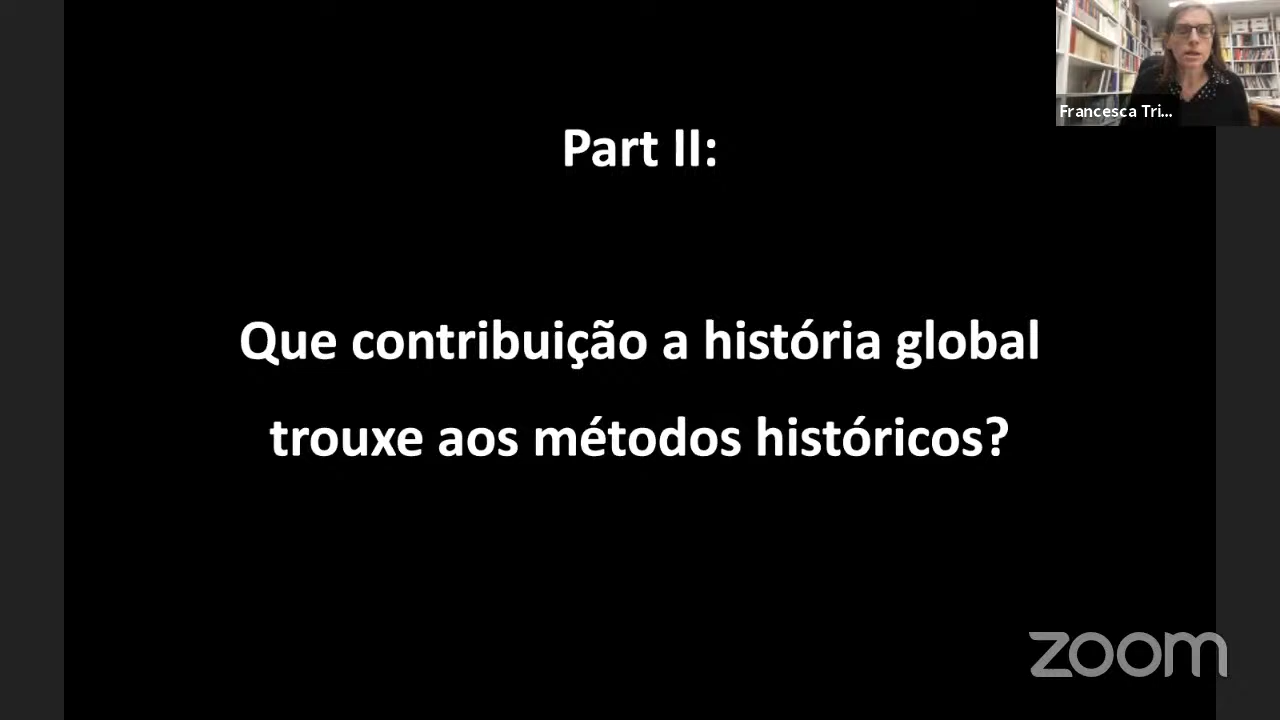 Francesca Tri...
Part II:
Que contribuição a história global
trouxe aos métodos históricos?
zoom